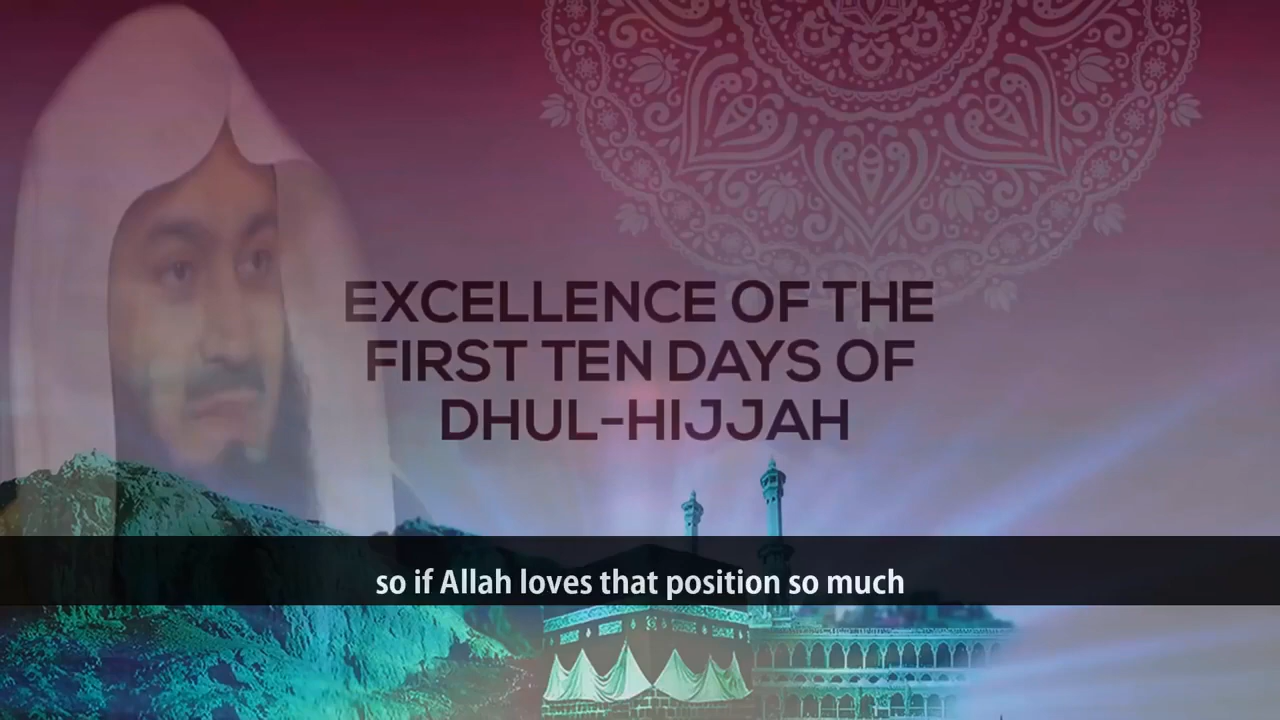 EXCELLENCE OF THE
FIRST TEN DAYS OF
DHUL-HIJJAH
so if Allah loves that position so much